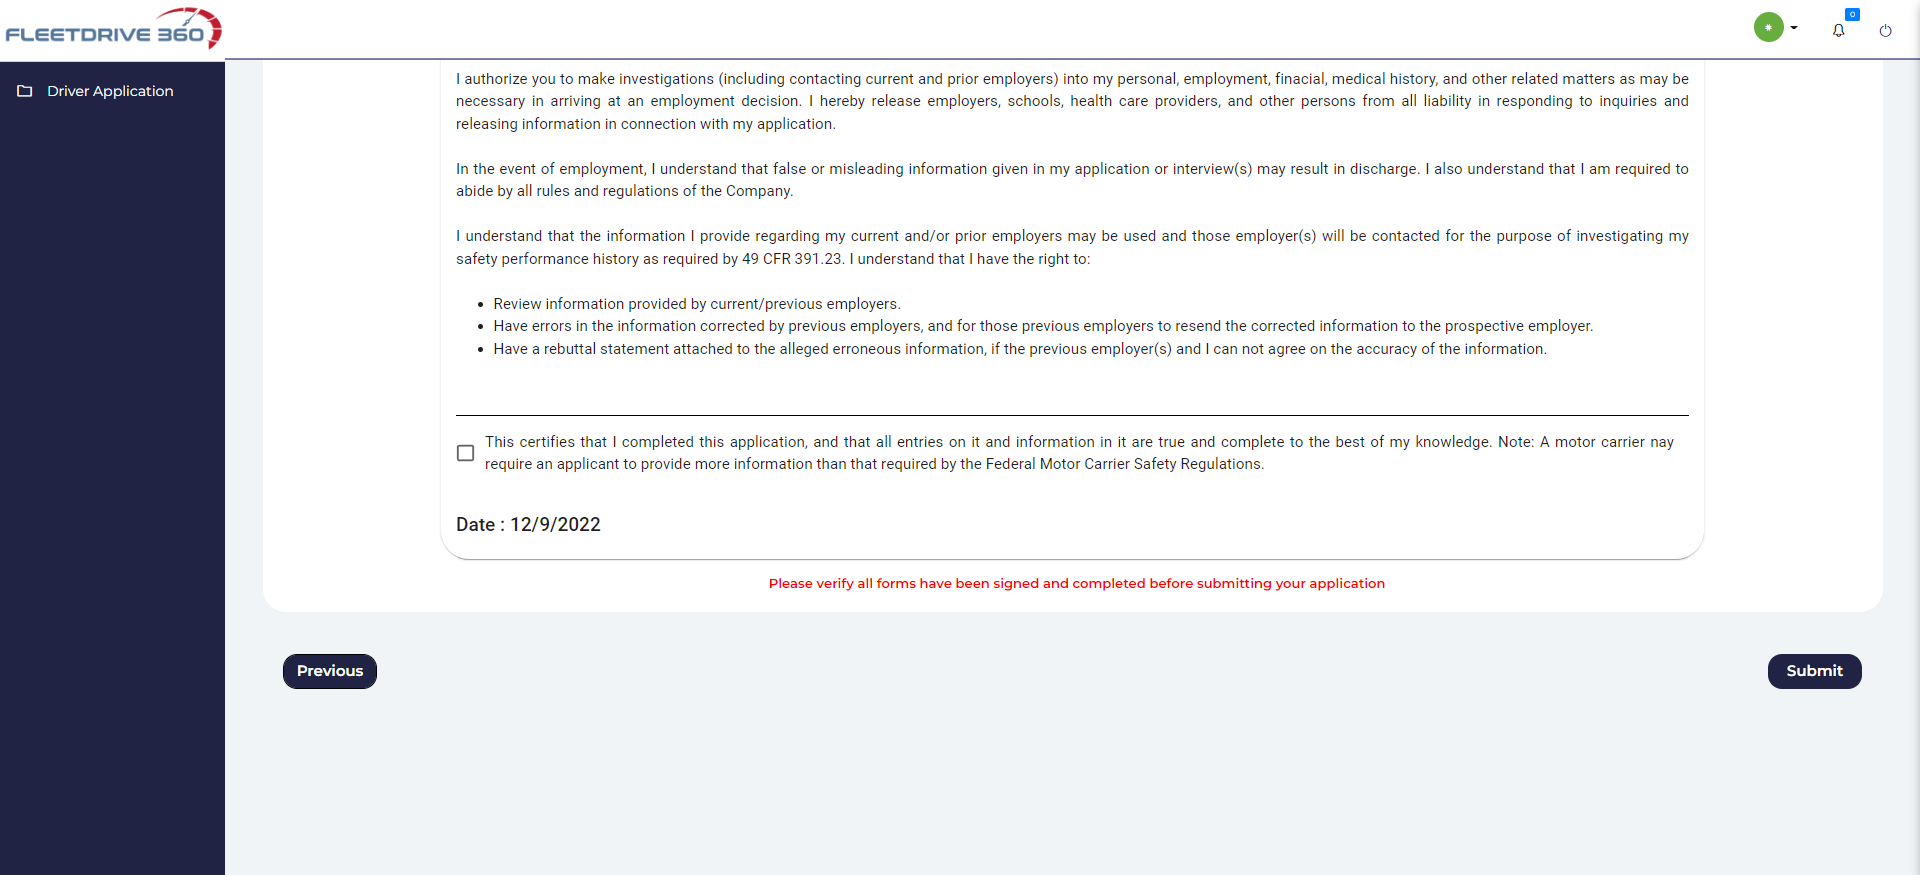 FLEETDRIVE 360
0
Driver Application
I authorize you to make investigations (including contacting current and prior employers) into my personal, employment, finacial, medical history, and other related matters as may be
necessary in arriving at an employment decision. I hereby release employers, schools, health care providers, and other persons from all liability in responding to inquiries and
releasing information in connection with my application.
In the event of employment, I understand that false or misleading information given in my application or interview(s) may result in discharge. I also understand that I am required to
abide by all rules and regulations of the Company.
I understand that the information I provide regarding my current and/or prior employers may be used and those employer(s) will be contacted for the purpose of investigating my
safety performance history as required by 49 CFR 391.23. I understand that I have the right to:
• Review information provided by current/previous employers.
• Have errors in the information corrected by previous employers, and for those previous employers to resend the corrected information to the prospective employer.
• Have a rebuttal statement attached to the alleged erroneous information, if the previous employer(s) and I can not agree on the accuracy of the information.
This certifies that I completed this application, and that all entries on it and information in it are true and complete to the best of my knowledge. Note: A motor carrier nay
require an applicant to provide more information than that required by the Federal Motor Carrier Safety Regulations.
Date : 12/9/2022
Please verify all forms have been signed and completed before submitting your application
Previous
Submit